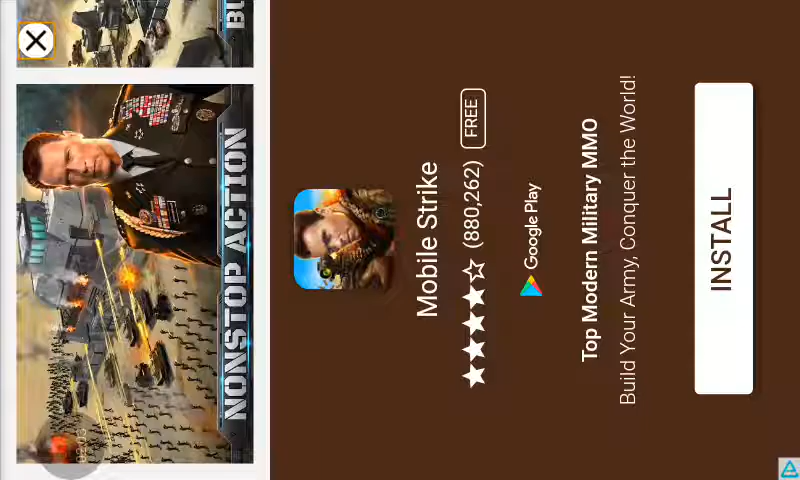 BU
NONSTOP ACTION
Mobile Strike
(880,262) FREE
Google Play
Top Modern Military MMO
Build Your Army, Conquer the World!
INSTALL